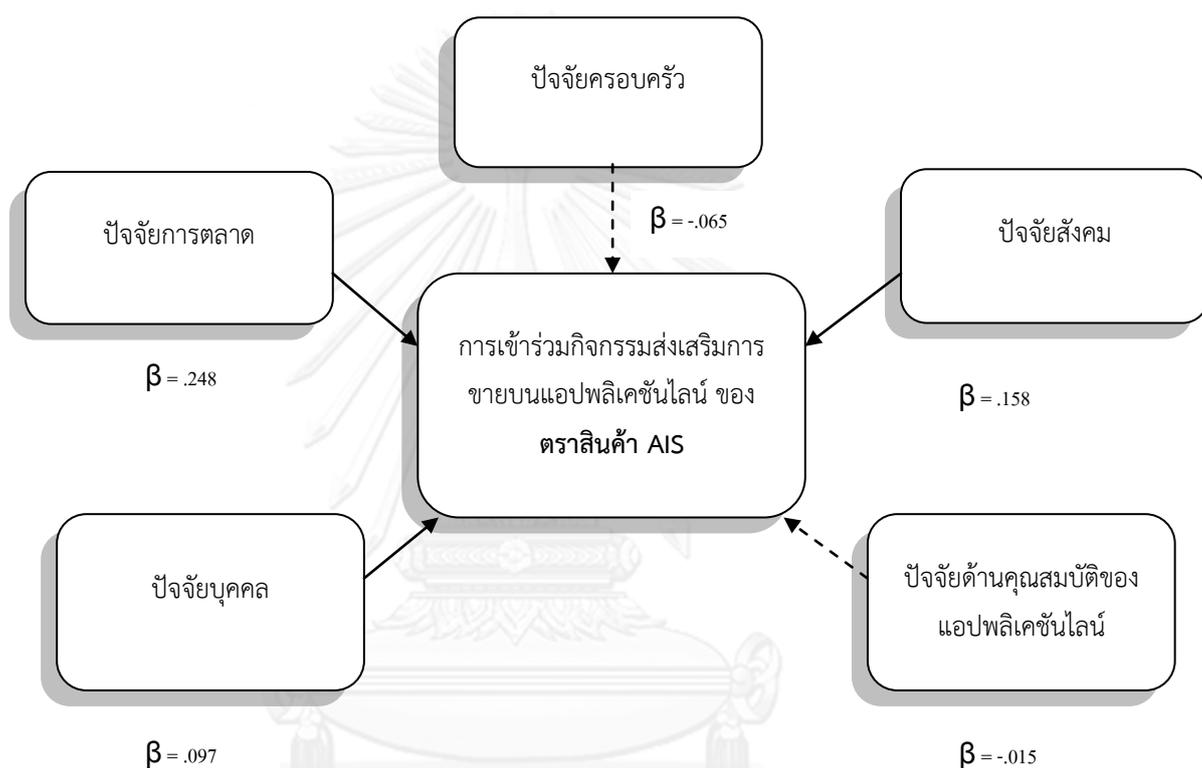 ปัจจัยครอบครัว
β = -.065
ปัจจัยการตลาด
β = .248
ปัจจัยสังคม
β = .158
การเข้าร่วมกิจกรรมส่งเสริมการ
ขายบนแอปพลิเคชันไลน์ ของ
ตราสินค้า AIS
ปัจจัยบุคคล
β = .097
ปัจจัยด้านคุณสมบัติของ
แอปพลิเคชันไลน์
β = -.015